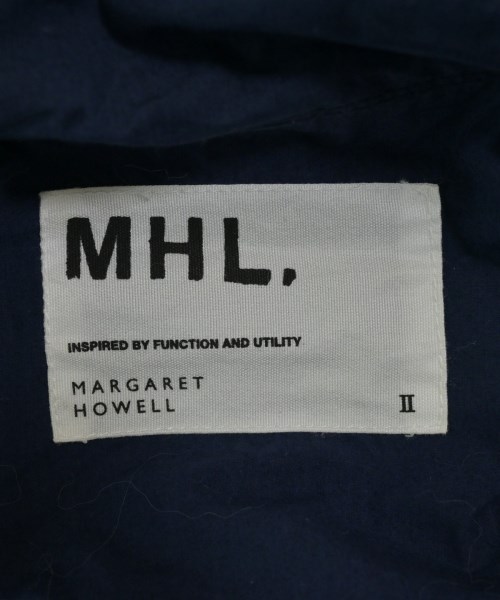 MHL.
INSPIRED BY FUNCTION AND UTILITY
MARGARET
HOWELL
II